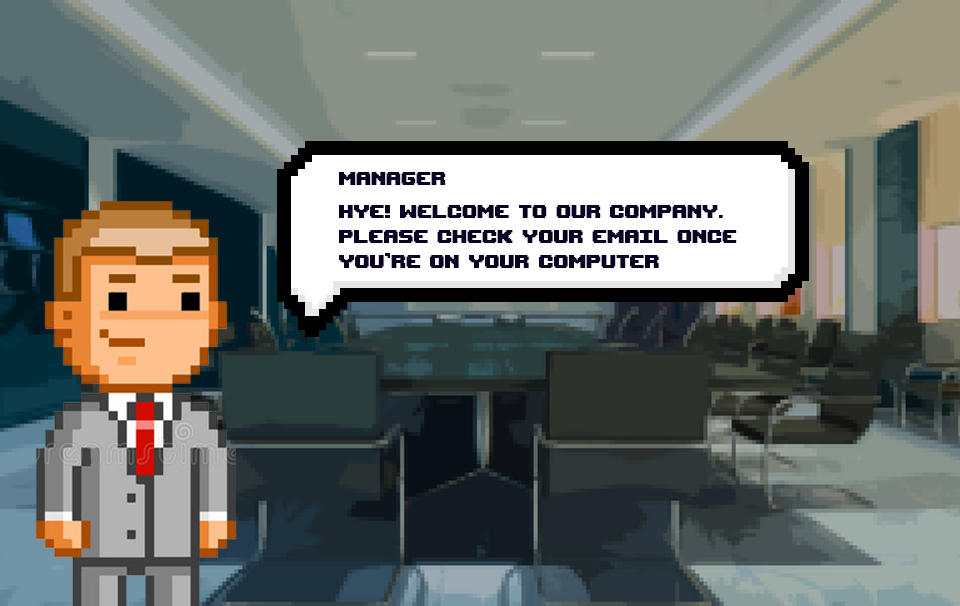 MANAGER
HYE! WELCOME TO OUR COMPANY.
PLEASE CHECK YOUR EMAIL ONCE
YOU'RE ON YOUR COMPUTER